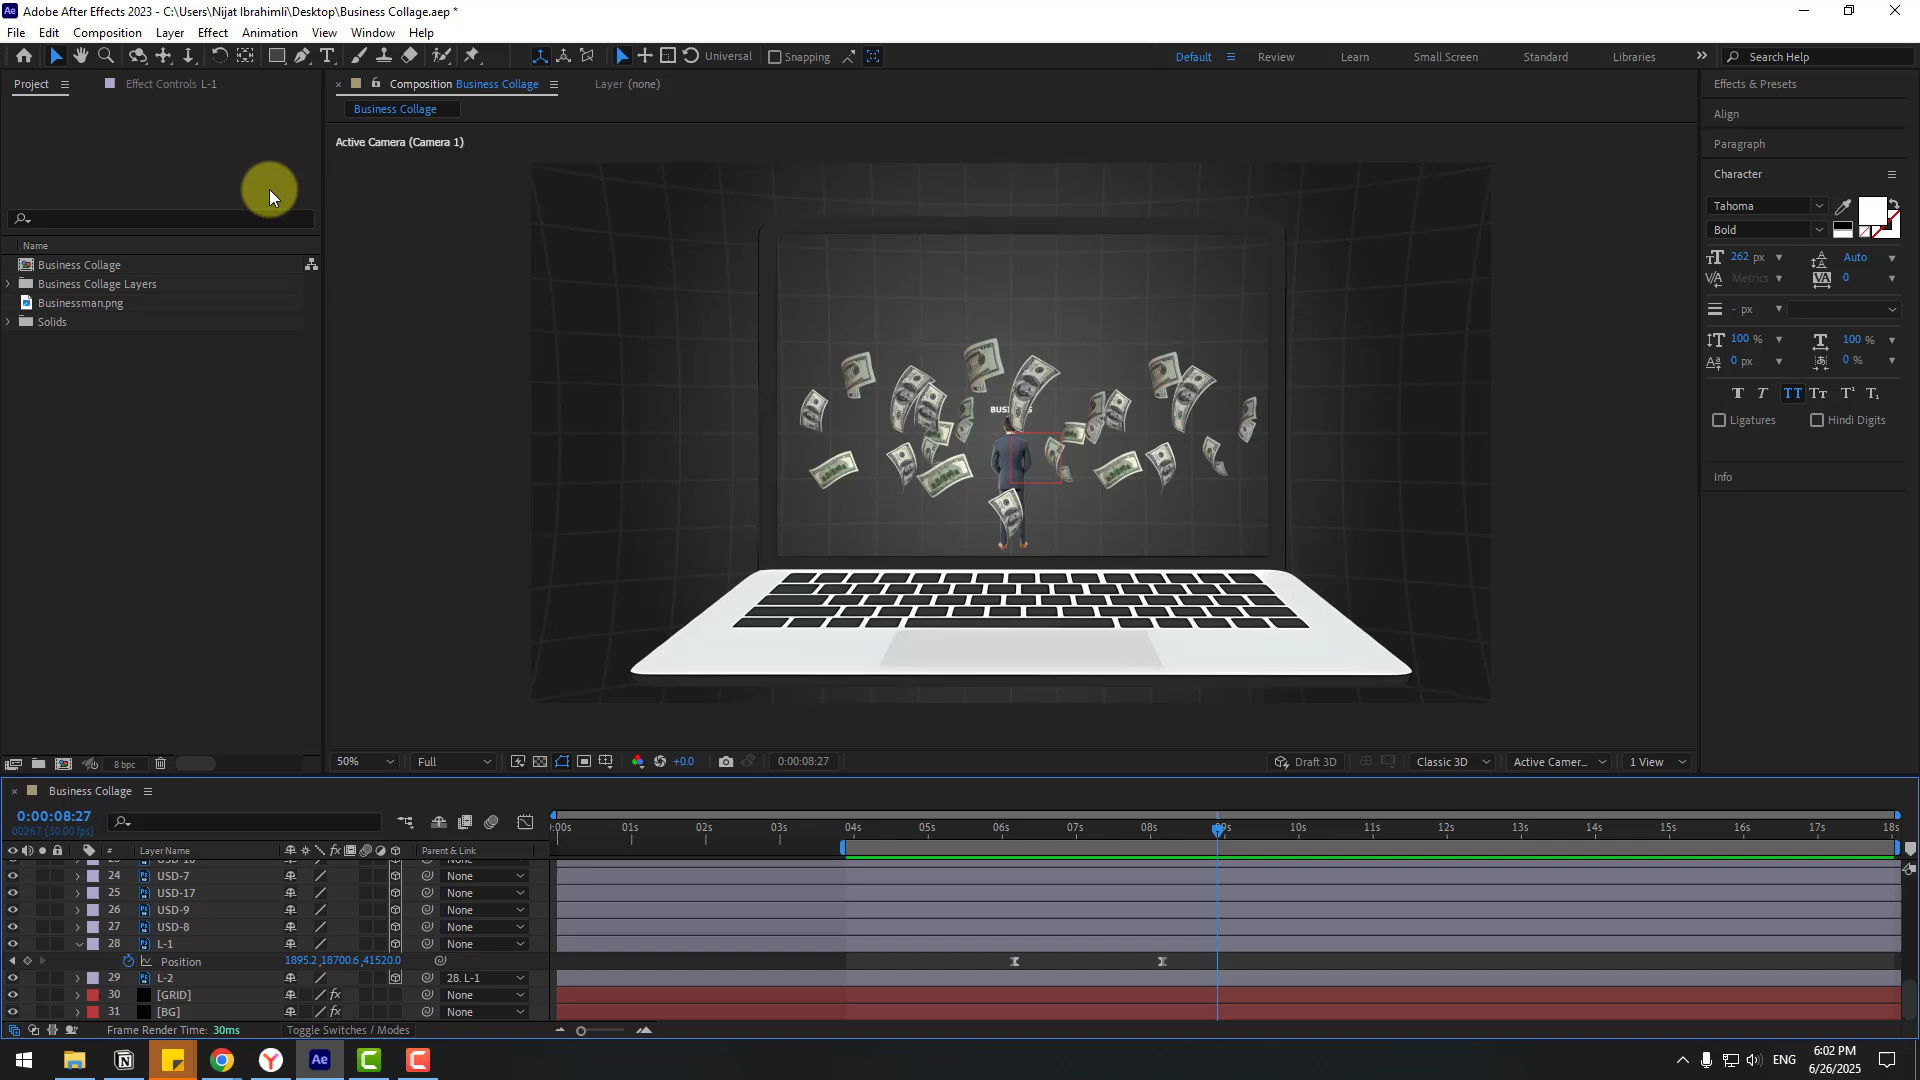 Adobe After Effects 2023 - C:\Users\Nijat Ibrahimli\Desktop\Business Collage.aep *
File Edit Composition Layer Effect Animation View Window Help
Universal Snapping Default Review Learn Small Screen Standard Libraries Search Help
Project Effect Controls L-1 Composition Business Collage Layer (none)
Business Collage
Active Camera (Camera 1)
Effects & Presets
Align
Paragraph
Character
Tahoma
Bold
262 px Auto
Metrics 0
- px
100 % 100 %
0 px 0 %
Ligatures Hindi Digits
Info
Name
Business Collage
Business Collage Layers
Businessman.png
Solids
8 bpc
50% Full +0.0 0:00:08:27 Draft 3D Classic 3D Active Camer... 1 View
Business Collage
0:00:08:27
00267 (30.00 fps)
:00s 01s 02s 03s 04s 05s 06s 07s 08s 09s 10s 11s 12s 13s 14s 15s 16s 17s 18s
# Layer Name Parent & Link
24 USD-7 None
25 USD-17 None
26 USD-9 None
27 USD-8 None
28 L-1 None
Position 1895.2,18700.6,41520.0
29 L-2 28. L-1
30 [GRID] None
31 [BG] None
Frame Render Time: 30ms Toggle Switches / Modes
ENG 6:02 PM
6/26/2025